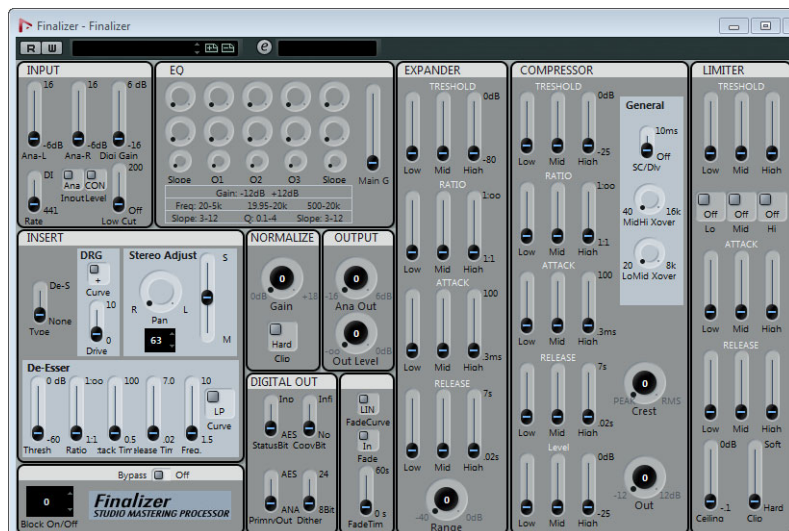 Finalizer - Finalizer
R W
e
INPUT
16 16 6 dB
-6dB -6dB -16
Ana-L Ana-R Digi Gain
DI 200
Ana CON
InputLevel
441 Off
Rate Low Cut
EQ
Slope O1 O2 O3 Slope Main G
Gain: -12dB +12dB
Freq: 20-5k 19.95-20k 500-20k
Slope: 3-12 Q: 0.1-4 Slope: 3-12
EXPANDER
TRESHOLD
0dB
-80
Low Mid High
RATIO
1:oo
1:1
Low Mid High
ATTACK
100
.3ms
Low Mid High
RELEASE
7s
.02s
Low Mid High
0
-40 0dB
Range
COMPRESSOR
TRESHOLD
0dB
-25
Low Mid High
RATIO
1:oo
1:1
Low Mid High
ATTACK
100
.3ms
Low Mid High
RELEASE
7s
.02s
Low Mid High
Level
0dB
-25
Low Mid High
General
10ms
Off
SC/Dly
40 16k
MidHi Xover
20 8k
LoMid Xover
0
PEAK RMS
Crest
0
-12 12dB
Out
LIMITER
TRESHOLD
Low Mid High
Off Off Off
Lo Mid Hi
ATTACK
Low Mid High
RELEASE
Low Mid High
0dB Soft
-.1 Hard
Ceiling Clip
INSERT
De-S
None
Type
DRG
+
Curve
10
0
Drive
Stereo Adjust
S
R L
Pan
63
M
De-Esser
0 dB 1:oo 100 7.0 10
LP
Curve
-60 1:1 0.5 .02 1.5
Thresh Ratio :tack Tim elease Tim Freq.
NORMALIZE
0
0dB +18
Gain
Hard
Clip
OUTPUT
0
-16 6dB
Ana Out
0
-oo 0dB
Out Level
DIGITAL OUT
Inp Infi
AES No
StatusBit CopyBit
AES 24
ANA 8Bit
PrimryOut Dither
LIN
FadeCurve
In
Fade
60s
0 s
FadeTim
Bypass Off
0
Block On/Off
Finalizer
STUDIO MASTERING PROCESSOR